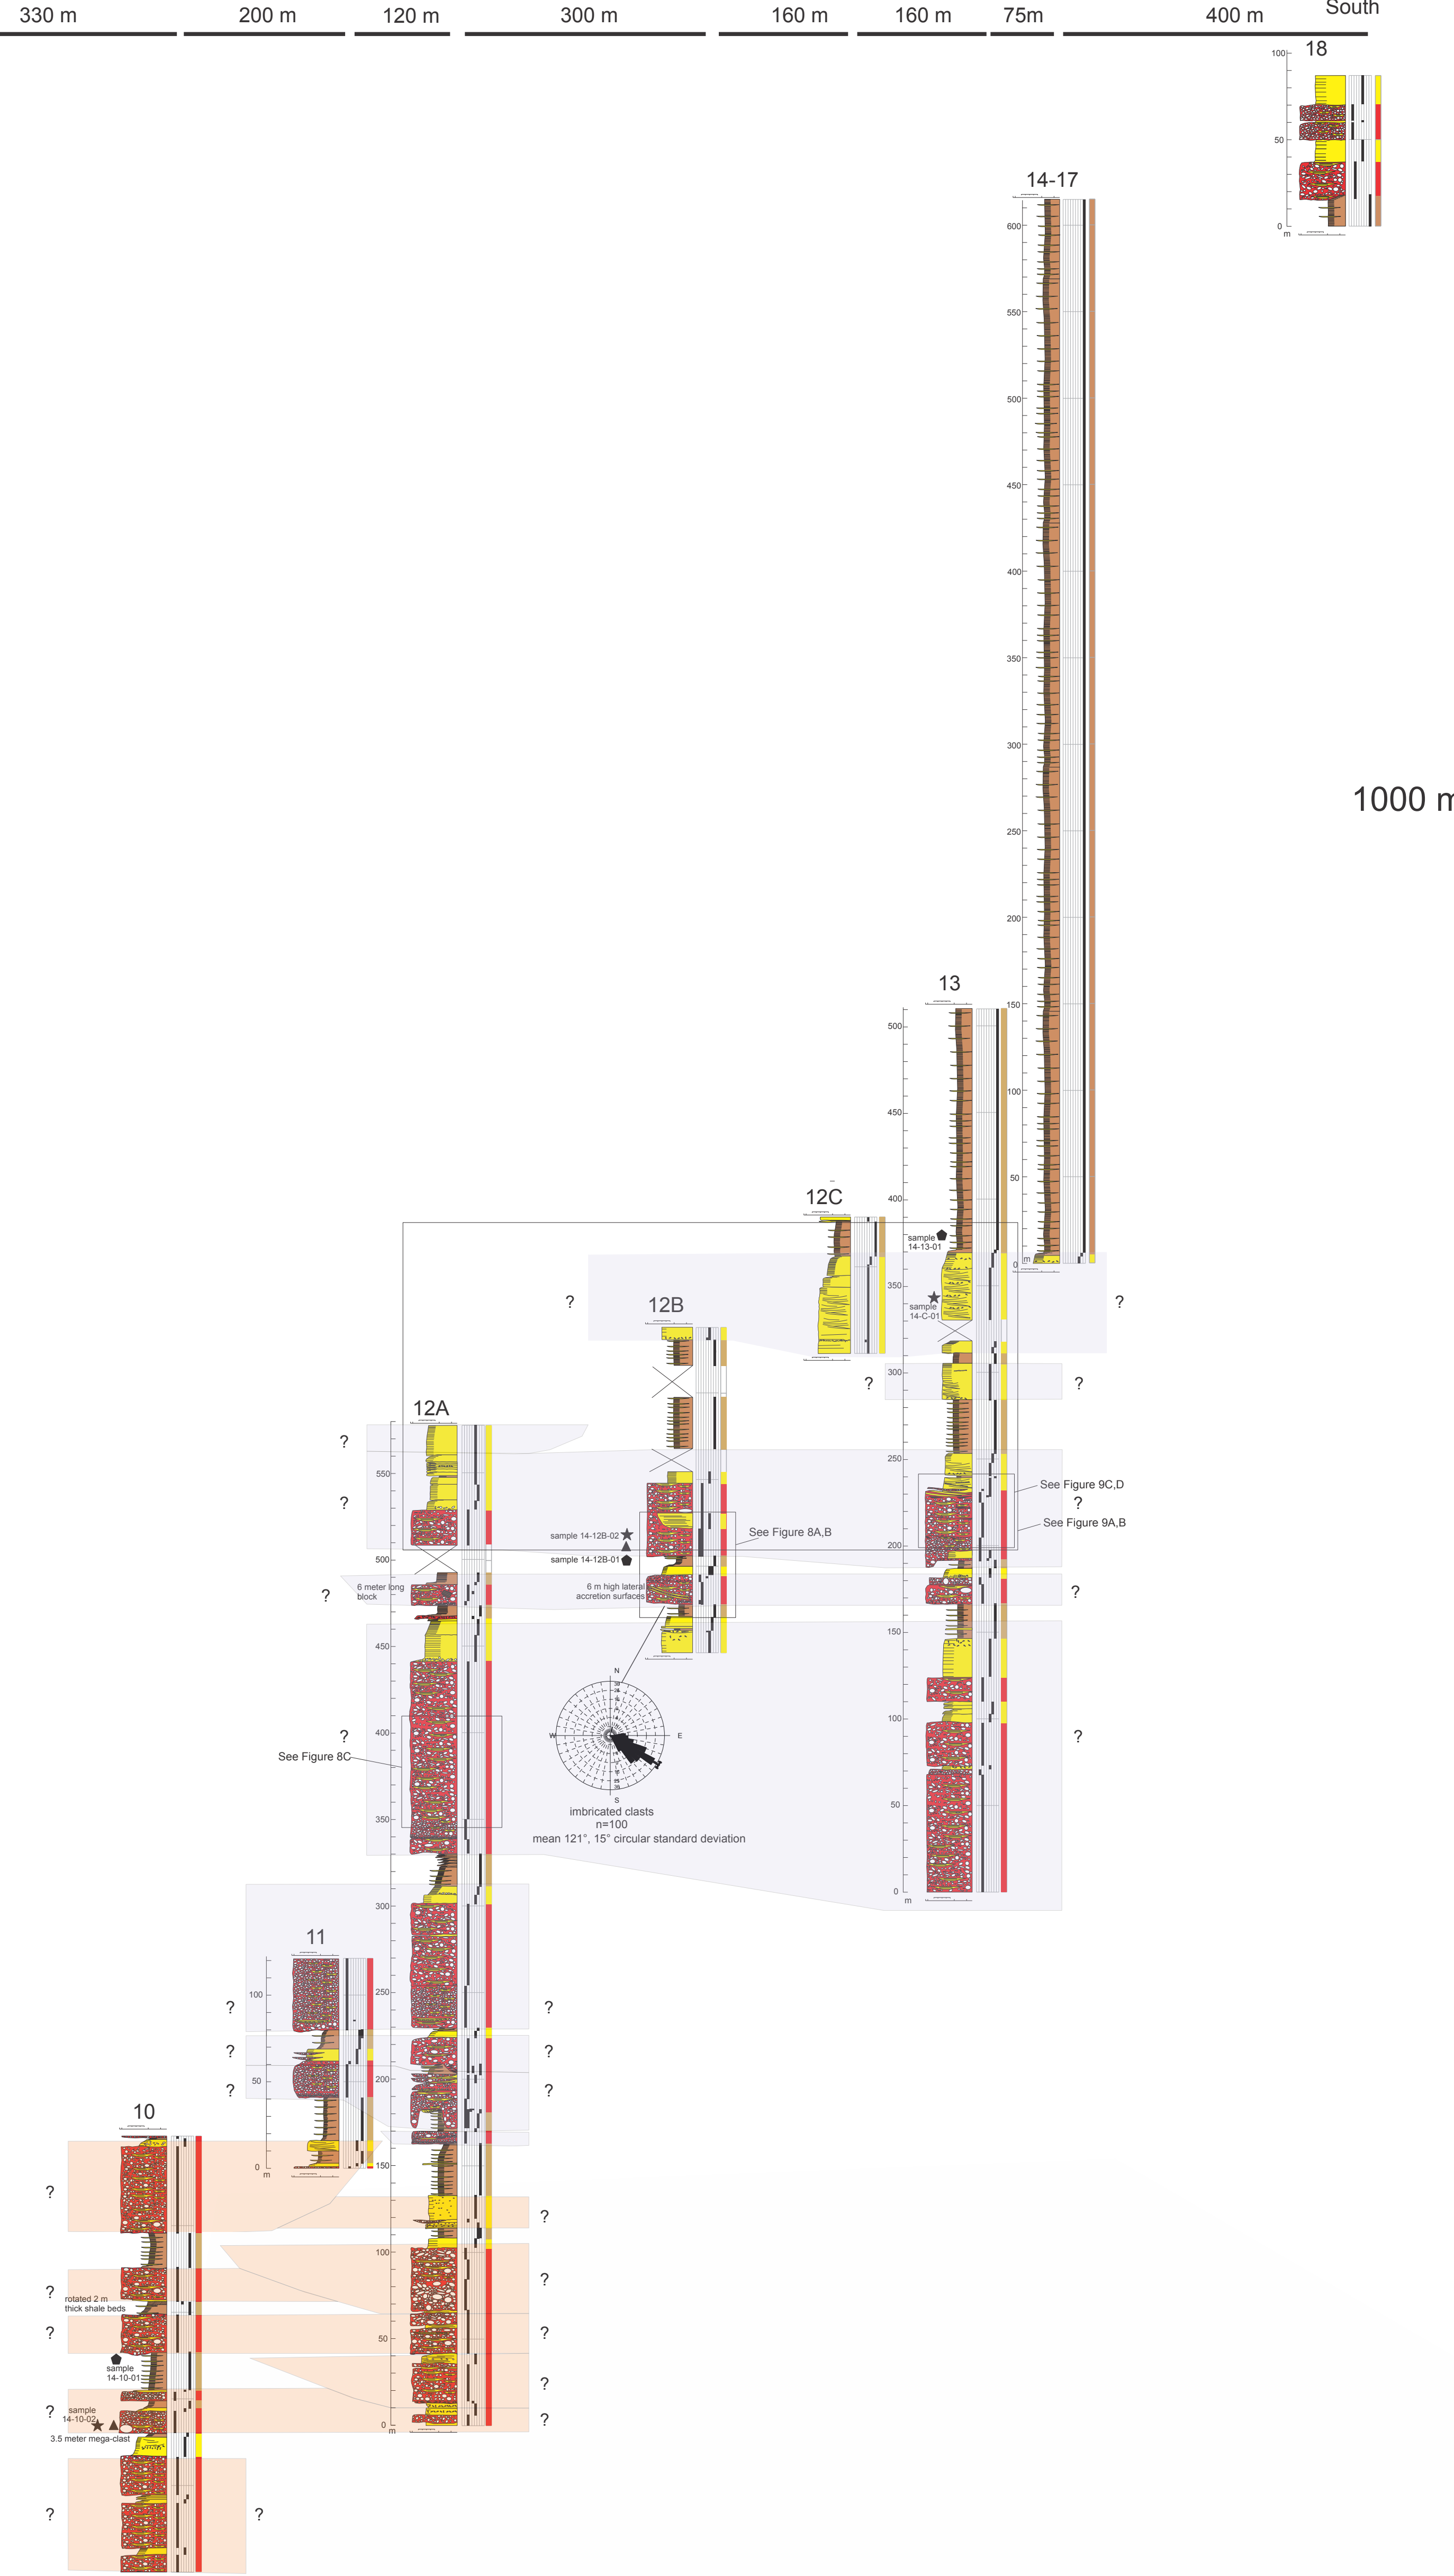 330 m 200 m 120 m 300 m 160 m 160 m 75m 400 m South
18
100
50
0
m
14-17
600
550
500
450
400
350
300
250
200
150
100
50
0
m
1000 m
13
500
450
400
350
300
250
200
150
100
50
0
m
sample
14-13-01
sample
14-C-01
12C
?
?
?
?
12B
See Figure 9C,D
?
See Figure 9A,B
See Figure 8A,B
sample 14-12B-02
sample 14-12B-01
6 m high lateral
accretion surfaces
?
?
12A
?
?
?
?
550
500
450
400
350
300
250
200
150
100
50
0
m
6 meter long
block
See Figure 8C
N
W
E
S
imbricated clasts
n=100
mean 121°, 15° circular standard deviation
11
100
50
0
m
?
?
?
?
?
?
10
?
?
?
?
?
?
?
?
?
?
?
rotated 2 m
thick shale beds
sample
14-10-01
sample
14-10-02
3.5 meter mega-clast